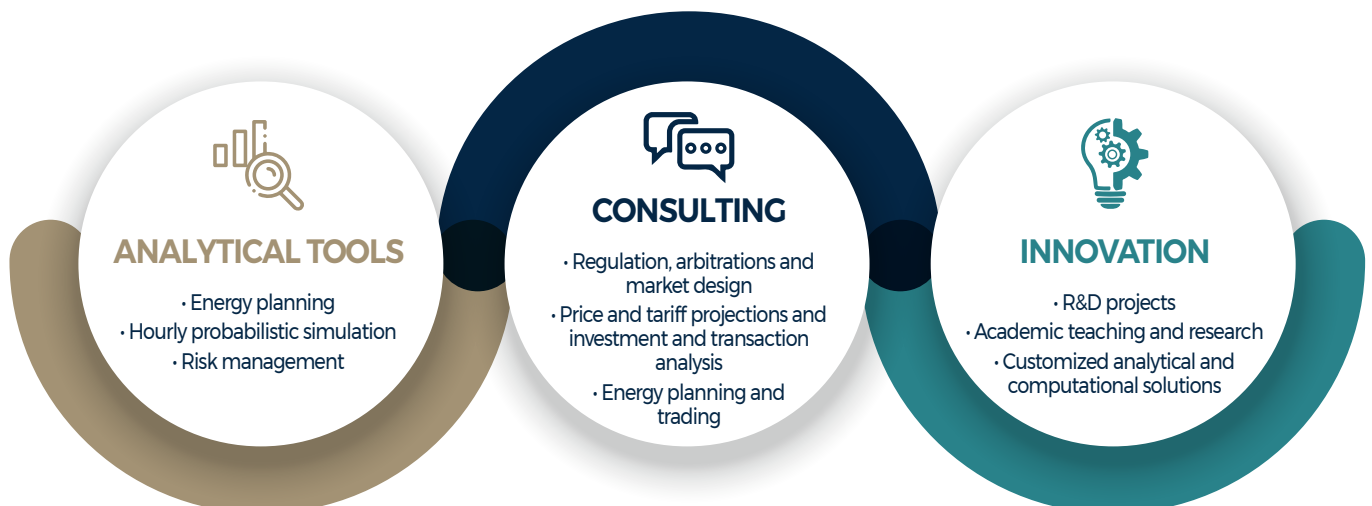 ANALYTICAL TOOLS
· Energy planning
· Hourly probabilistic simulation
· Risk management
CONSULTING
· Regulation, arbitrations and
market design
· Price and tariff projections and
investment and transaction
analysis
· Energy planning and
trading
INNOVATION
· R&D projects
· Academic teaching and research
· Customized analytical and
computational solutions